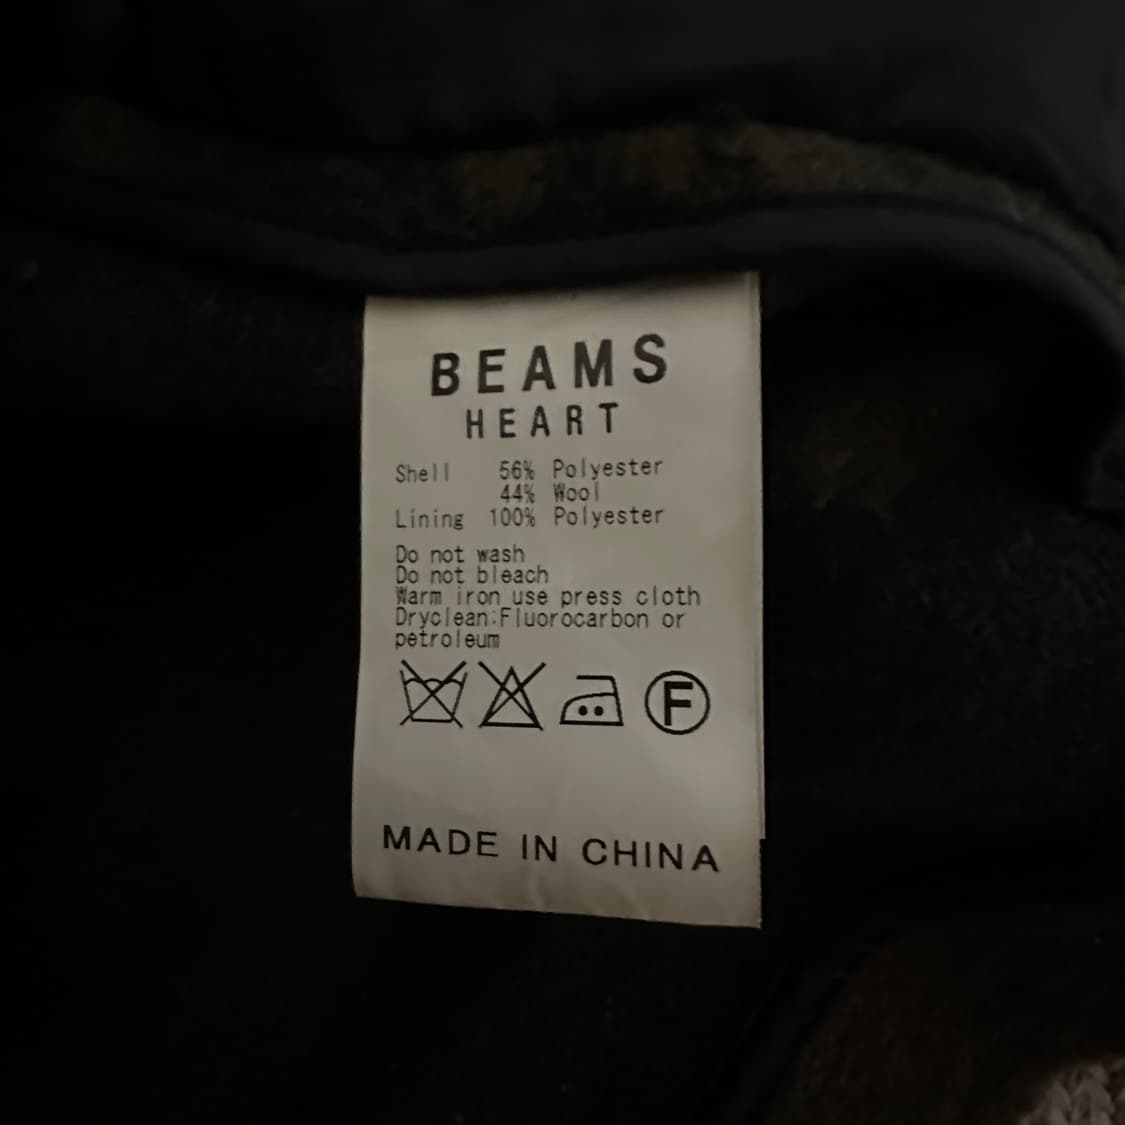 BEAMS
HEART
Shell 56% Polyester
44% Wool
Lining 100% Polyester
Do not wash
Do not bleach
Warm iron use press cloth
Dryclean:Fluorocarbon or
petroleum
F
MADE IN CHINA